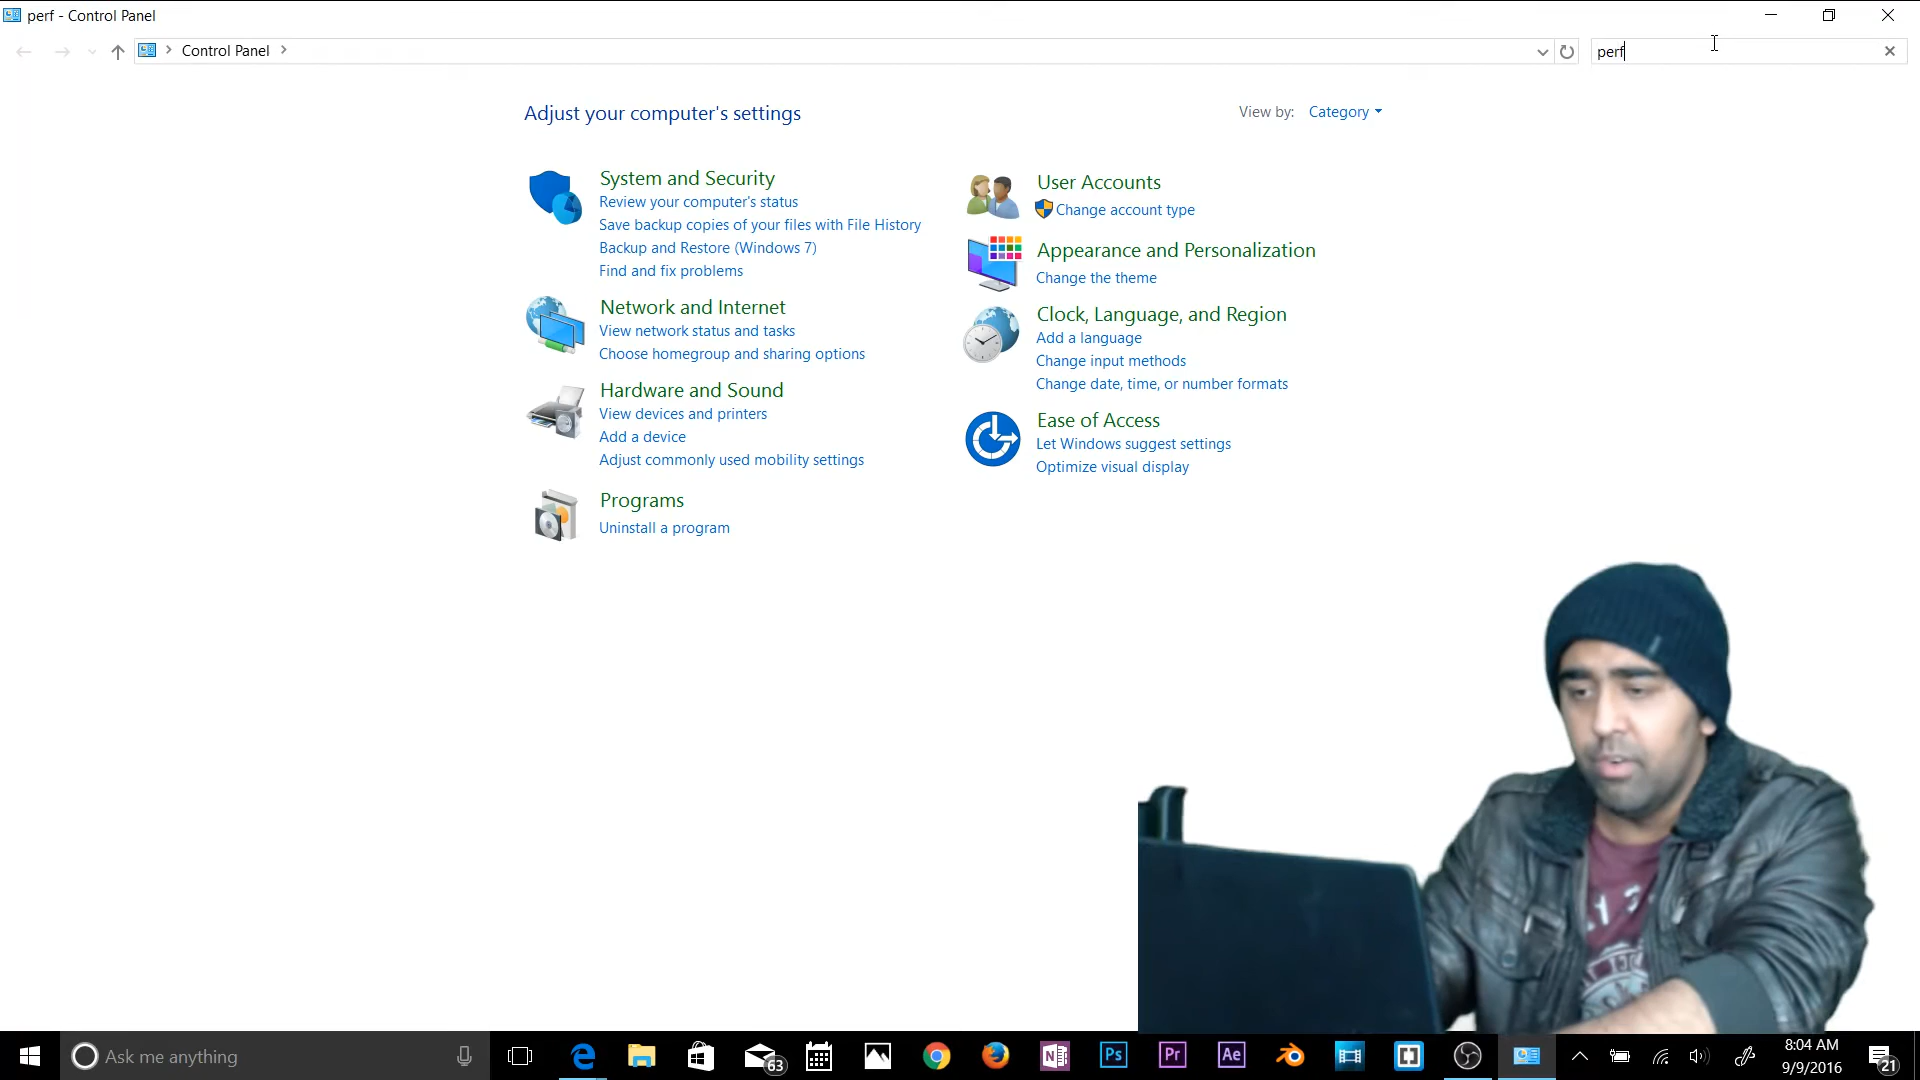 perf - Control Panel
Control Panel
perf
Adjust your computer's settings
View by: Category
System and Security
Review your computer's status
Save backup copies of your files with File History
Backup and Restore (Windows 7)
Find and fix problems
Network and Internet
View network status and tasks
Choose homegroup and sharing options
Hardware and Sound
View devices and printers
Add a device
Adjust commonly used mobility settings
Programs
Uninstall a program
User Accounts
Change account type
Appearance and Personalization
Change the theme
Clock, Language, and Region
Add a language
Change input methods
Change date, time, or number formats
Ease of Access
Let Windows suggest settings
Optimize visual display
Ask me anything
63
N
Ps
Pr
Ae
8:04 AM
9/9/2016
21